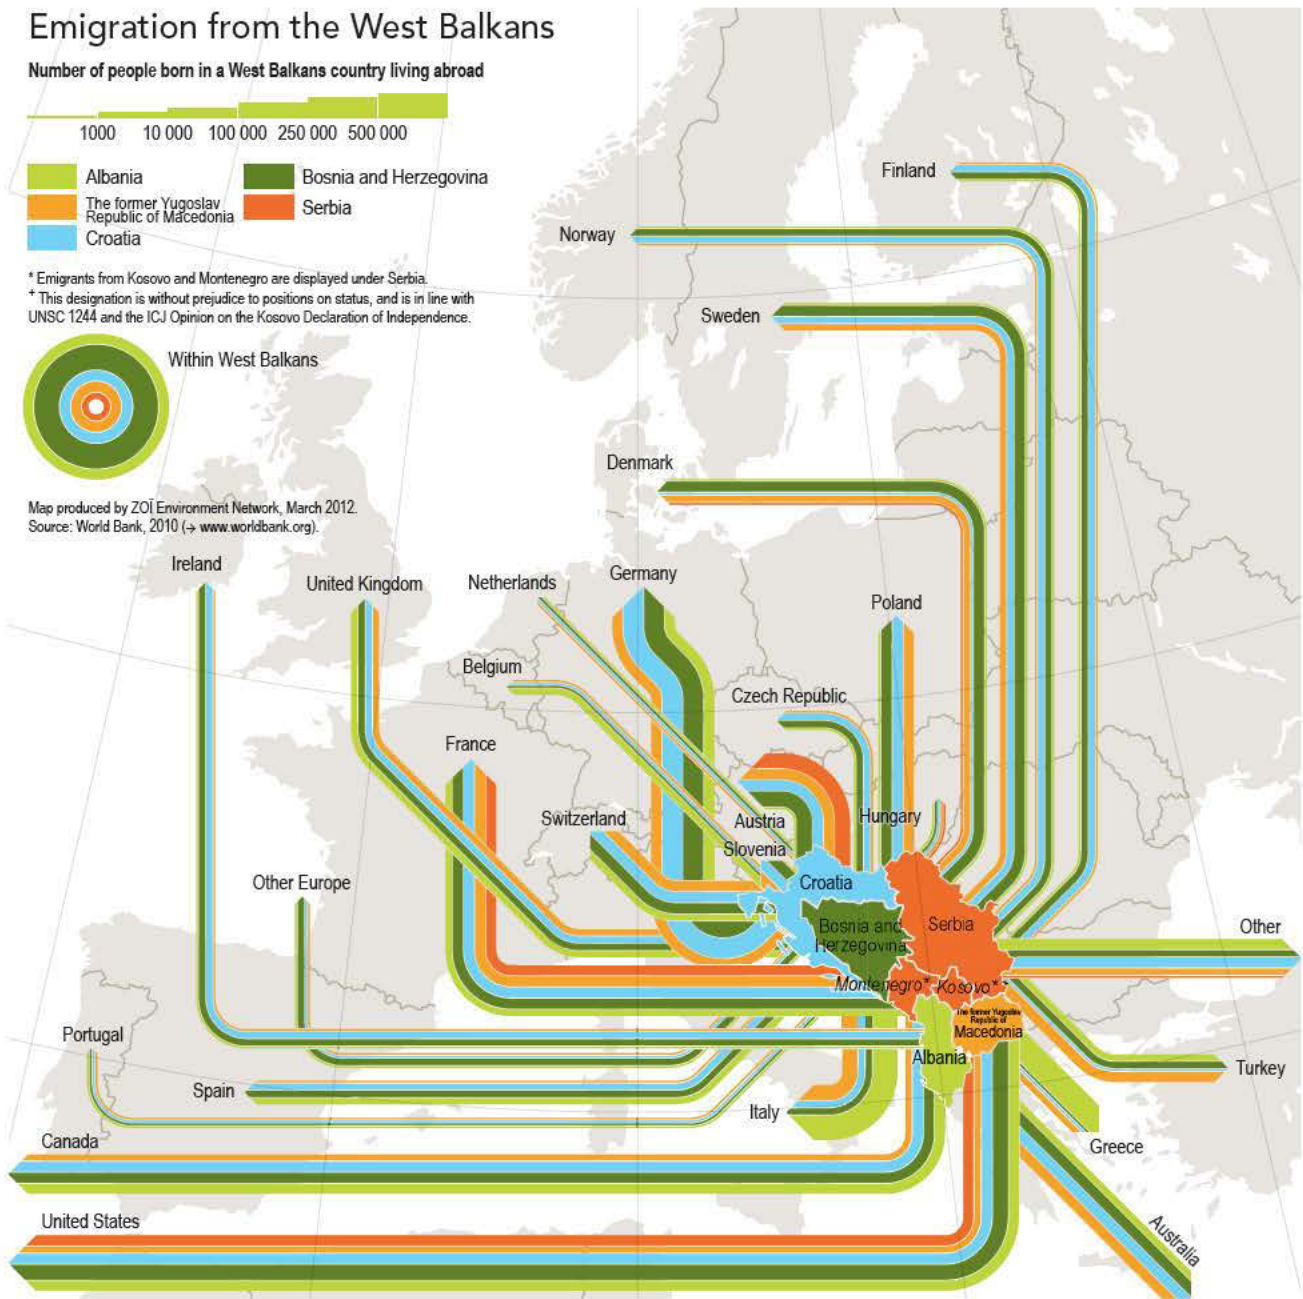 Emigration from the West Balkans
Number of people born in a West Balkans country living abroad
1000 10 000 100 000 250 000 500 000
Albania
Bosnia and Herzegovina
The former Yugoslav
Republic of Macedonia
Serbia
Croatia
* Emigrants from Kosovo and Montenegro are displayed under Serbia.
+ This designation is without prejudice to positions on status, and is in line with
UNSC 1244 and the ICJ Opinion on the Kosovo Declaration of Independence.
Within West Balkans
Map produced by ZOÏ Environment Network, March 2012.
Source: World Bank, 2010 (→ www.worldbank.org).
Finland
Norway
Sweden
Denmark
Ireland
United Kingdom
Netherlands
Germany
Poland
Belgium
Czech Republic
France
Switzerland
Austria
Hungary
Slovenia
Other Europe
Croatia
Bosnia and
Herzegovina
Serbia
Other
Montenegro*
Kosovo*+
The former Yugoslav
Republic of
Macedonia
Albania
Portugal
Spain
Italy
Turkey
Greece
Canada
United States
Australia